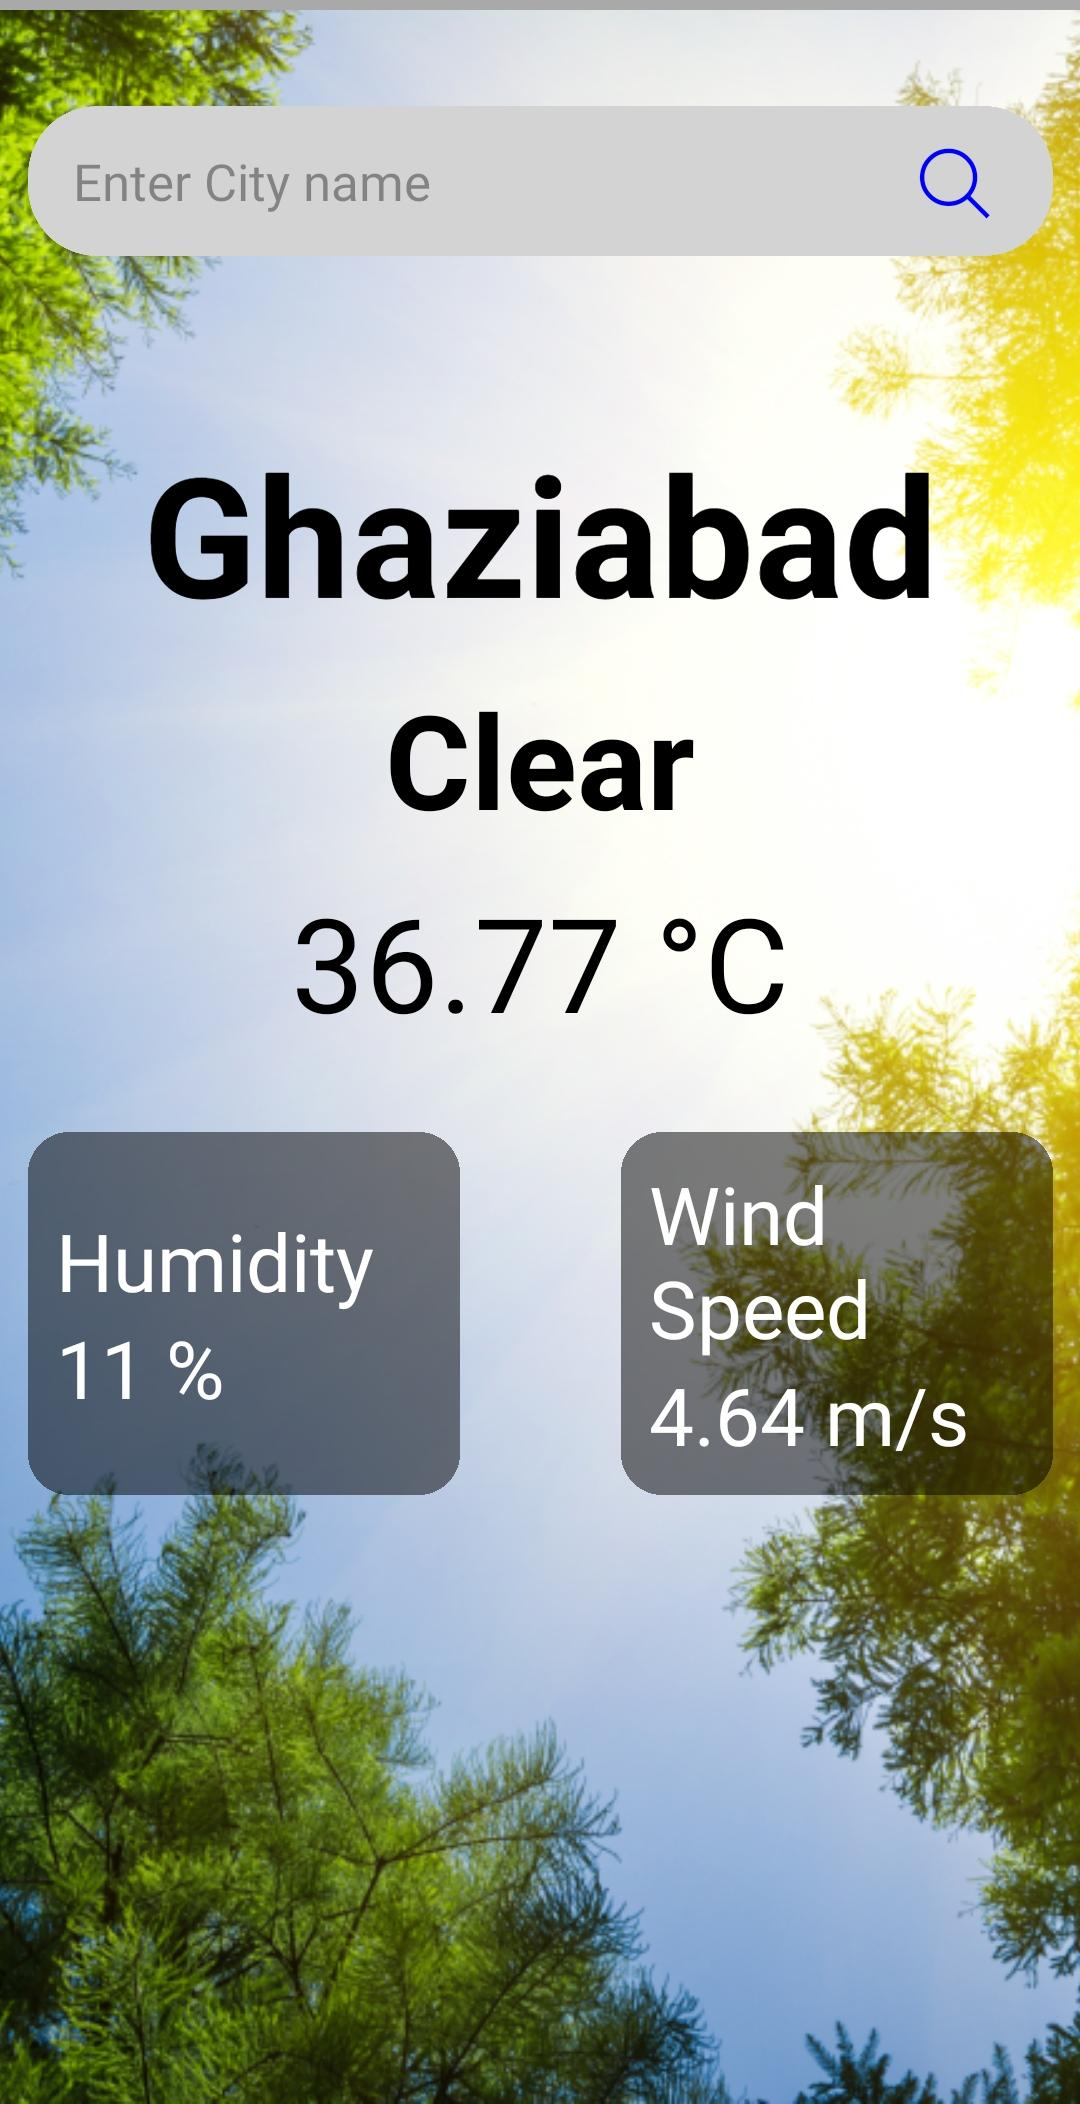 Enter City name
Ghaziabad
Clear
36.77 °C
Humidity
11 %
Wind
Speed
4.64 m/s